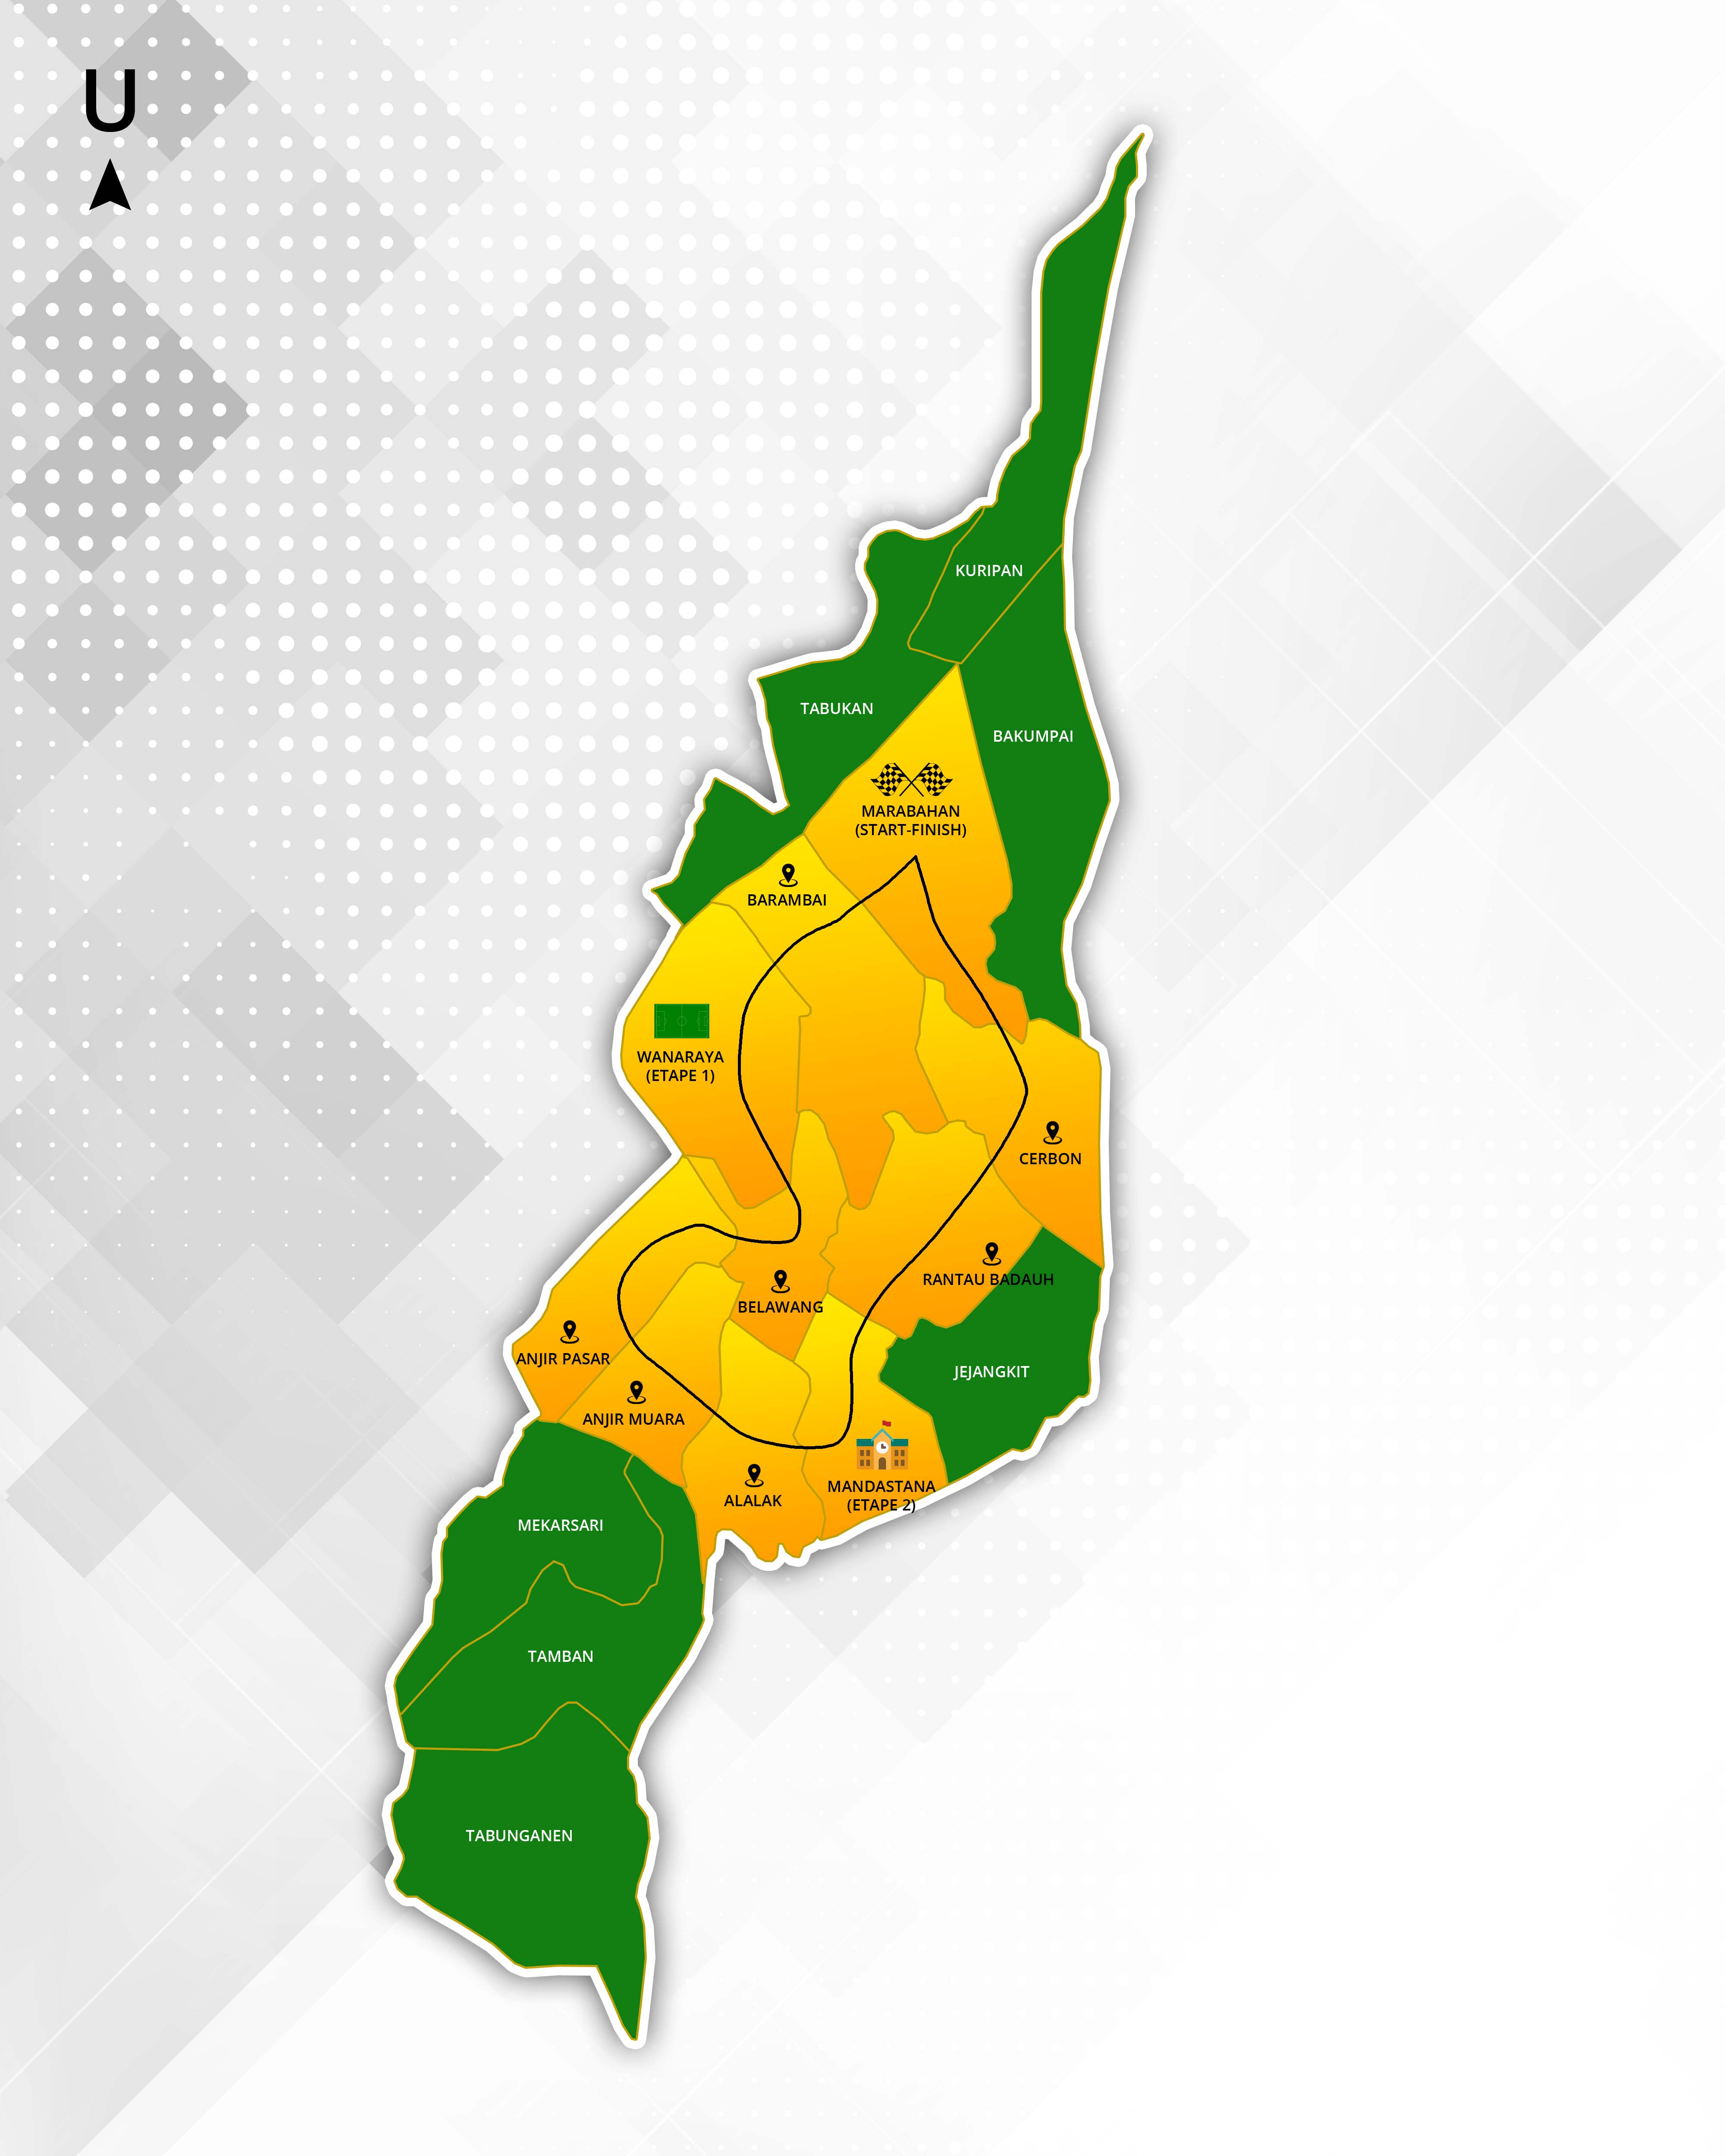 U
KURIPAN
TABUKAN
BAKUMPAI
MARABAHAN
(START-FINISH)
BARAMBAI
WANARAYA
(ETAPE 1)
CERBON
RANTAU BADAUH
BELAWANG
ANJIR PASAR
JEJANGKIT
ANJIR MUARA
MANDASTANA
(ETAPE 2)
ALALAK
MEKARSARI
TAMBAN
TABUNGANEN